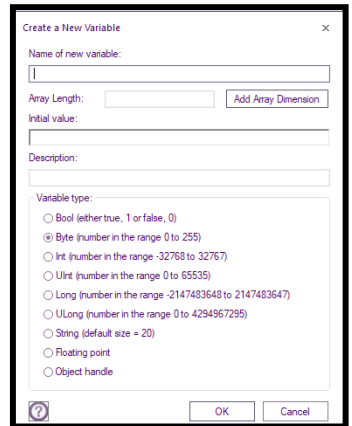 Create a New Variable
Name of new variable:
Array Length: Add Array Dimension
Initial value:
Description:
Variable type:
Bool (either true, 1 or false, 0)
Byte (number in the range 0 to 255)
Int (number in the range -32768 to 32767)
UInt (number in the range 0 to 65535)
Long (number in the range -2147483648 to 2147483647)
ULong (number in the range 0 to 4294967295)
String (default size = 20)
Floating point
Object handle
? OK Cancel